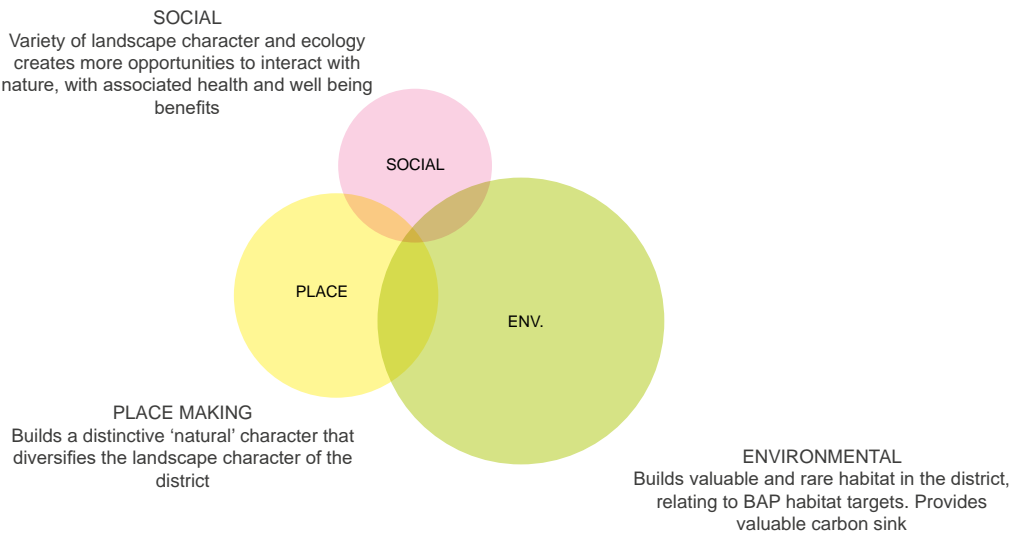 SOCIAL
Variety of landscape character and ecology
creates more opportunities to interact with
nature, with associated health and well being
benefits
SOCIAL
PLACE
ENV.
PLACE MAKING
Builds a distinctive ‘natural’ character that
diversifies the landscape character of the
district
ENVIRONMENTAL
Builds valuable and rare habitat in the district,
relating to BAP habitat targets. Provides
valuable carbon sink